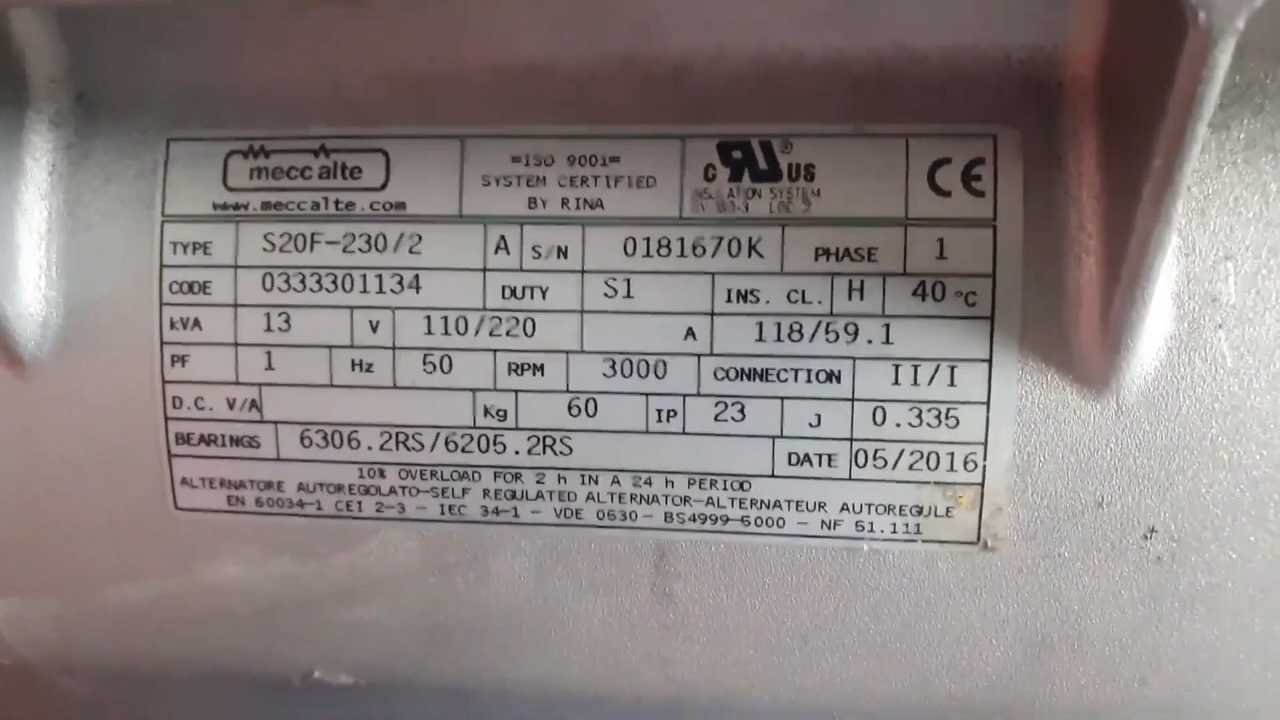 mecc alte
www.meccalte.com
=ISO 9001=
SYSTEM CERTIFIED
BY RINA
C US ®
SYSTEM
CE
TYPE S20F-230/2 A S/N 0181670K PHASE 1
CODE 0333301134 DUTY S1 INS. CL. H 40 °C
kVA 13 V 110/220 A 118/59.1
PF 1 Hz 50 RPM 3000 CONNECTION II/I
D.C. V/A Kg 60 IP 23 J 0.335
BEARINGS 6306.2RS/6205.2RS DATE 05/2016
10% OVERLOAD FOR 2 h IN A 24 h PERIOD
ALTERNATORE AUTOREGOLATO-SELF REGULATED ALTERNATOR-ALTERNATEUR AUTOREGULE
EN 60034-1 CEI 2-3 - IEC 34-1 - VDE 0530 - BS4999-5000 - NF 51.111